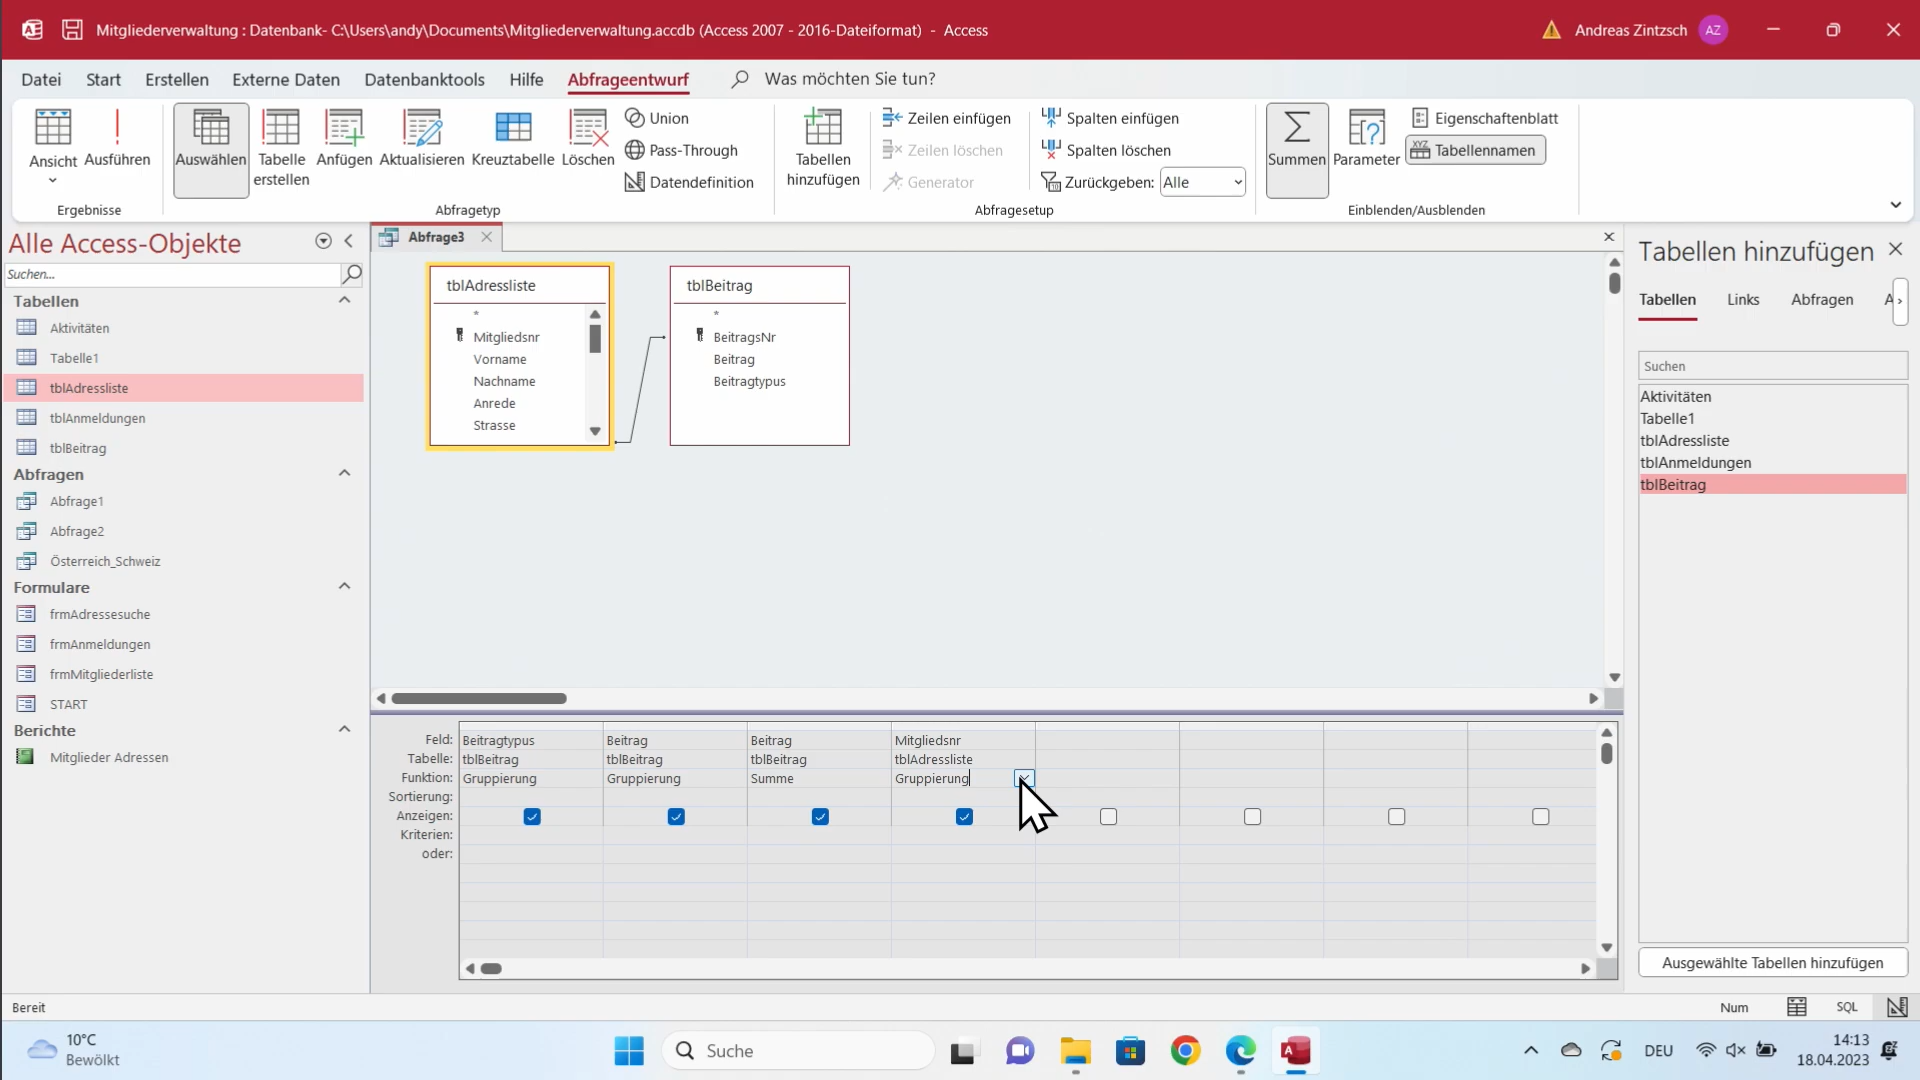 Mitgliederverwaltung : Datenbank- C:\Users\andy\Documents\Mitgliederverwaltung.accdb (Access 2007 - 2016-Dateiformat) - Access
Andreas Zintzsch
AZ
Datei Start Erstellen Externe Daten Datenbanktools Hilfe Abfrageentwurf Was möchten Sie tun?
Ansicht
Ausführen
Ergebnisse
Auswählen
Tabelle erstellen
Anfügen
Aktualisieren
Kreuztabelle
Löschen
Union
Pass-Through
Datendefinition
Abfragetyp
Tabellen hinzufügen
Zeilen einfügen
Zeilen löschen
Generator
Spalten einfügen
Spalten löschen
Zurückgeben: Alle
Abfragesetup
Summen
Parameter
Eigenschaftenblatt
XYZ Tabellennamen
Einblenden/Ausblenden
Alle Access-Objekte
Suchen...
Tabellen
Aktivitäten
Tabelle1
tblAdressliste
tblAnmeldungen
tblBeitrag
Abfragen
Abfrage1
Abfrage2
Österreich_Schweiz
Formulare
frmAdressesuche
frmAnmeldungen
frmMitgliederliste
START
Berichte
Mitglieder Adressen
Abfrage3
tblAdressliste
*
Mitgliedsnr
Vorname
Nachname
Anrede
Strasse
tblBeitrag
*
BeitragsNr
Beitrag
Beitragtypus
Feld: Beitragtypus Beitrag Beitrag Mitgliedsnr
Tabelle: tblBeitrag tblBeitrag tblBeitrag tblAdressliste
Funktion: Gruppierung Gruppierung Summe Gruppierung
Sortierung:
Anzeigen:
Kriterien:
oder:
Tabellen hinzufügen
Tabellen Links Abfragen A
Suchen
Aktivitäten
Tabelle1
tblAdressliste
tblAnmeldungen
tblBeitrag
Ausgewählte Tabellen hinzufügen
Bereit
Num
SQL
10°C
Bewölkt
Suche
DEU
14:13
18.04.2023